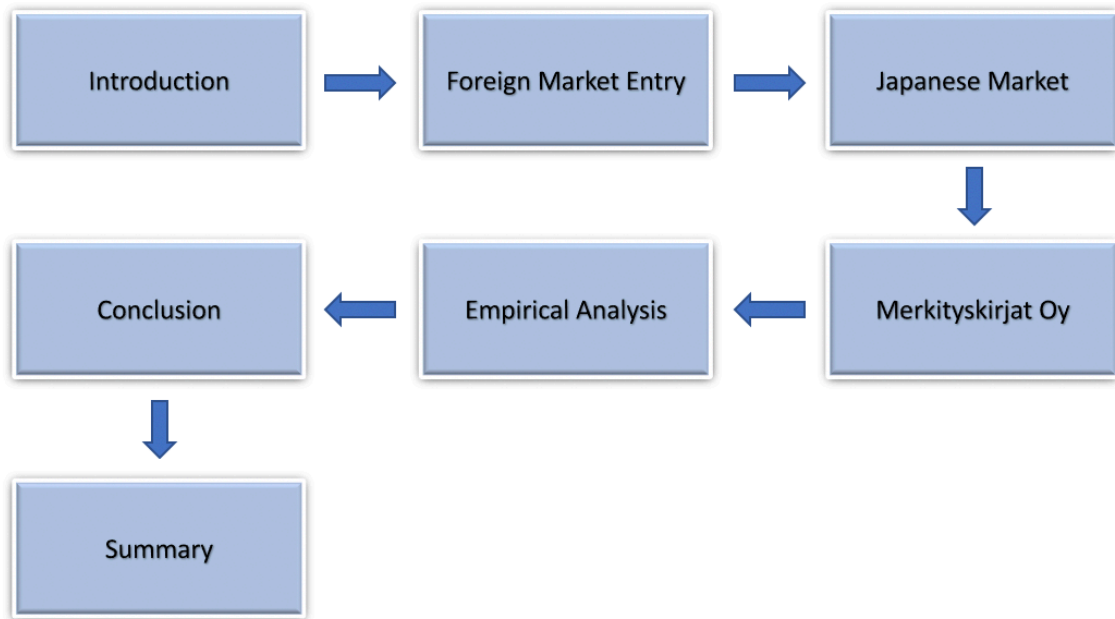 Introduction
Foreign Market Entry
Japanese Market
Merkityskirjat Oy
Empirical Analysis
Conclusion
Summary